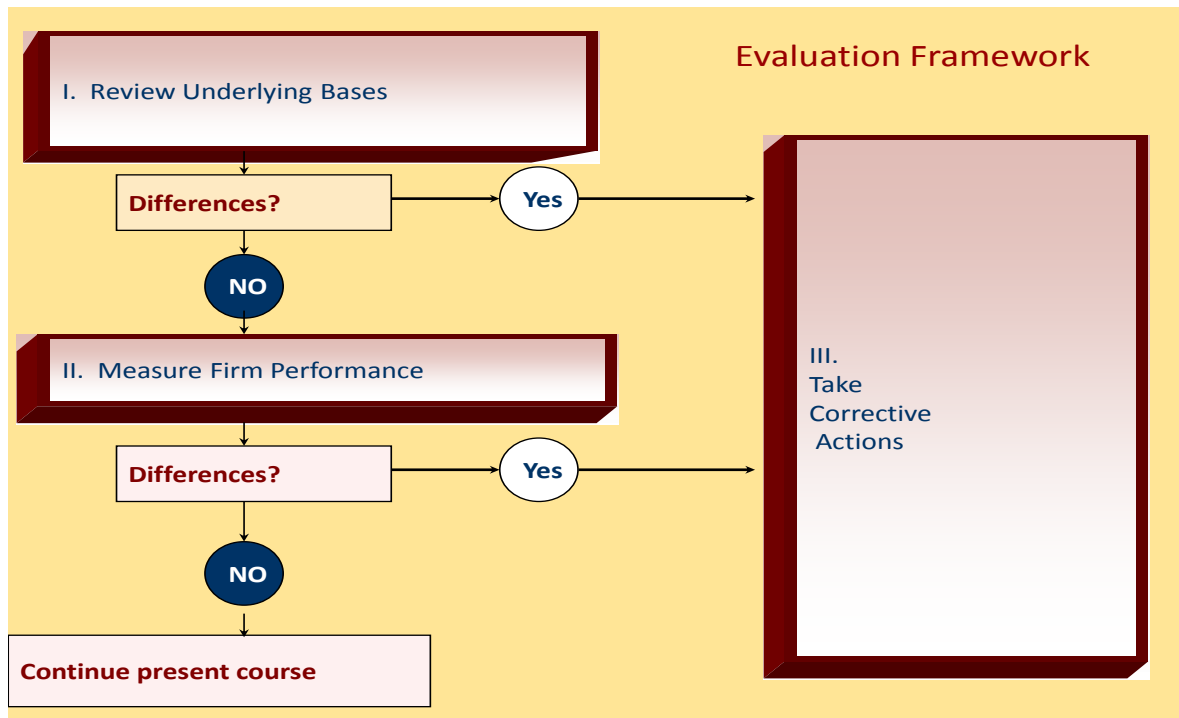 Evaluation Framework
I. Review Underlying Bases
Differences?
Yes
NO
II. Measure Firm Performance
Differences?
Yes
NO
Continue present course
III.
Take
Corrective
Actions